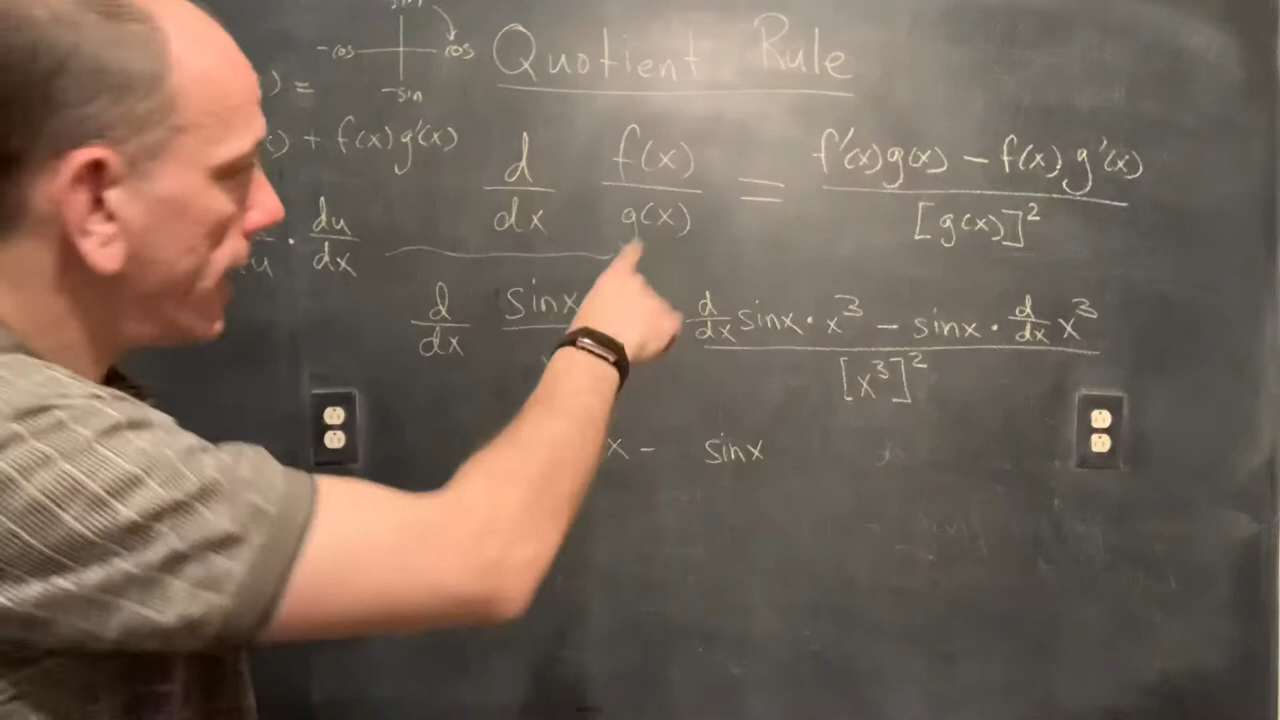 sin
-cos cos
-sin
Quotient Rule
) =
) + f(x)g'(x)
d/dx f(x)/g(x) = f'(x)g(x) - f(x)g'(x) / [g(x)]²
· du/dx
d/dx sinx
d/dx sinx · x³ - sinx · d/dx x³ / [x³]²
x - sinx